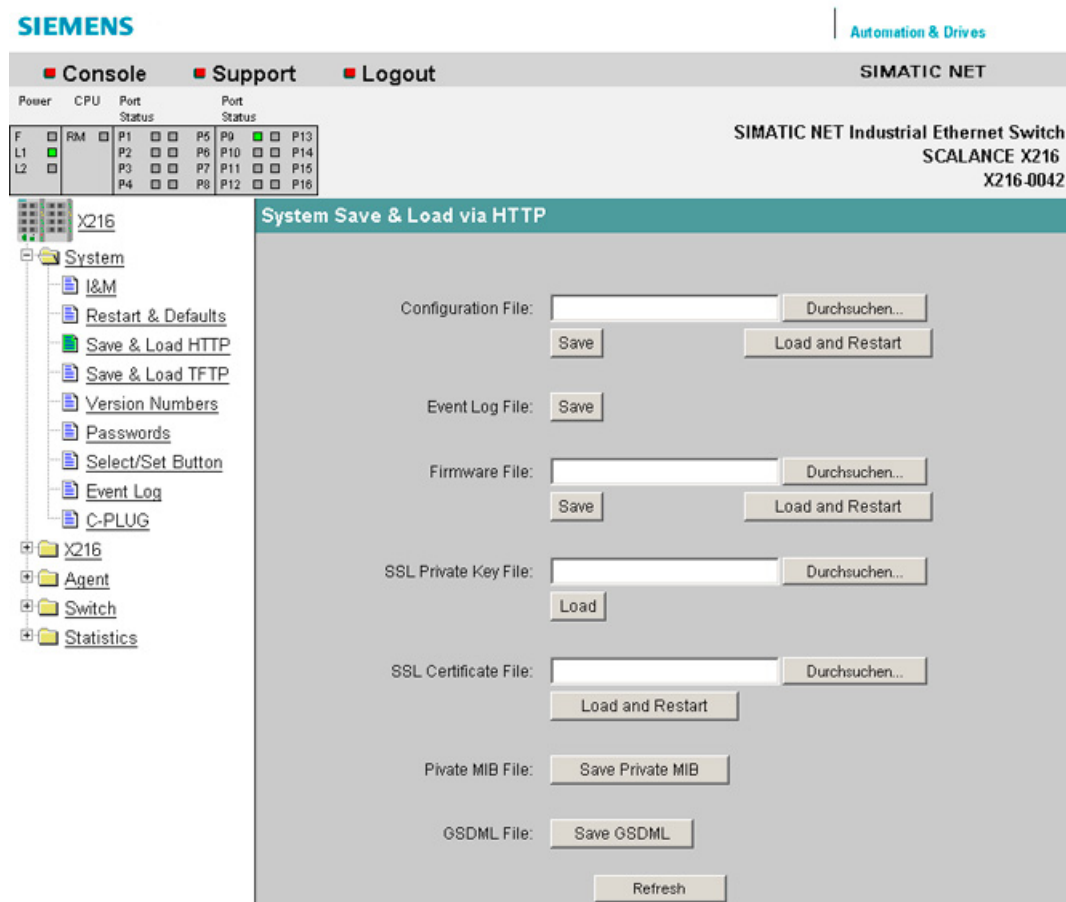 SIEMENS
Automation & Drives
Console Support Logout SIMATIC NET
Power CPU Port Status Port Status
F RM P1 P5 P9 P13
L1 P2 P6 P10 P14
L2 P3 P7 P11 P15
P4 P8 P12 P16
SIMATIC NET Industrial Ethernet Switch
SCALANCE X216
X216-0042
X216
System
I&M
Restart & Defaults
Save & Load HTTP
Save & Load TFTP
Version Numbers
Passwords
Select/Set Button
Event Log
C-PLUG
X216
Agent
Switch
Statistics
System Save & Load via HTTP
Configuration File: Durchsuchen...
Save Load and Restart
Event Log File: Save
Firmware File: Durchsuchen...
Save Load and Restart
SSL Private Key File: Durchsuchen...
Load
SSL Certificate File: Durchsuchen...
Load and Restart
Pivate MIB File: Save Private MIB
GSDML File: Save GSDML
Refresh